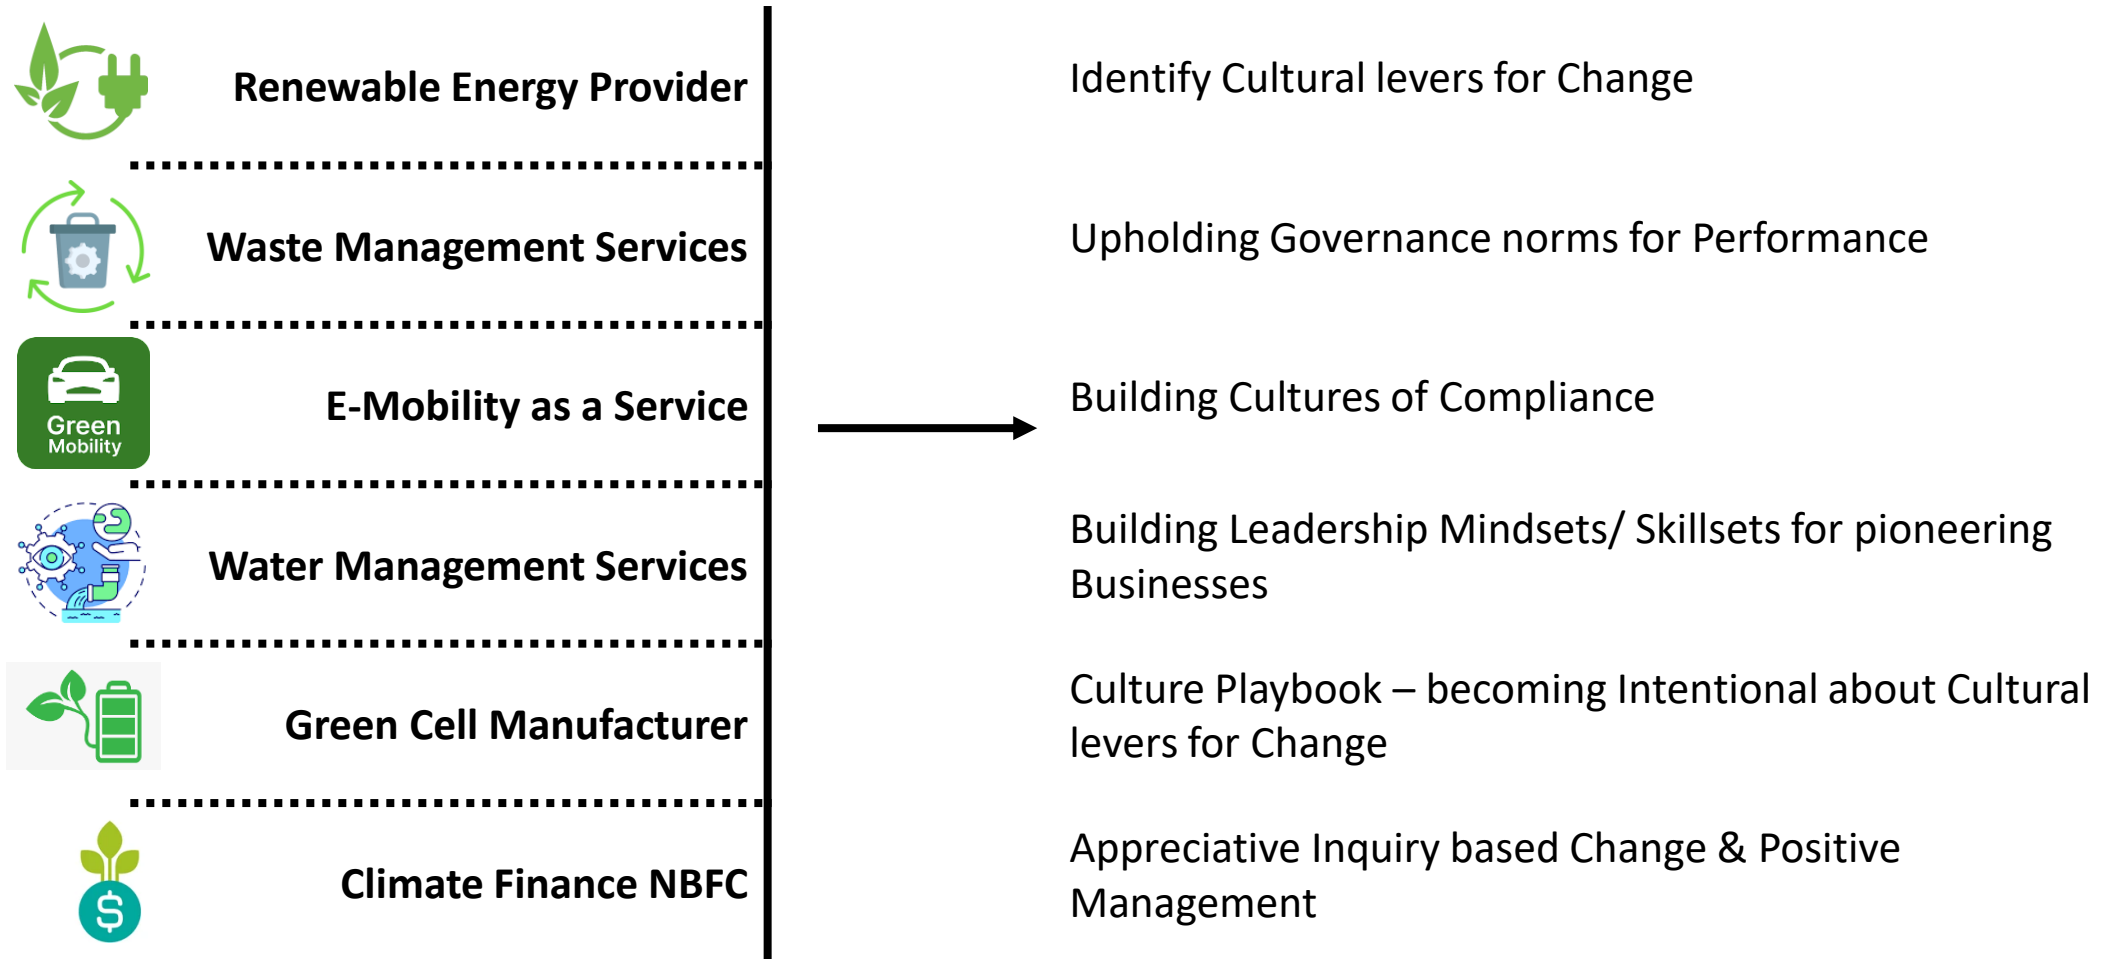 Renewable Energy Provider
Identify Cultural levers for Change
Waste Management Services
Upholding Governance norms for Performance
Green
Mobility
E-Mobility as a Service
Building Cultures of Compliance
Water Management Services
Building Leadership Mindsets/ Skillsets for pioneering
Businesses
Green Cell Manufacturer
Culture Playbook – becoming Intentional about Cultural
levers for Change
$
Climate Finance NBFC
Appreciative Inquiry based Change & Positive
Management